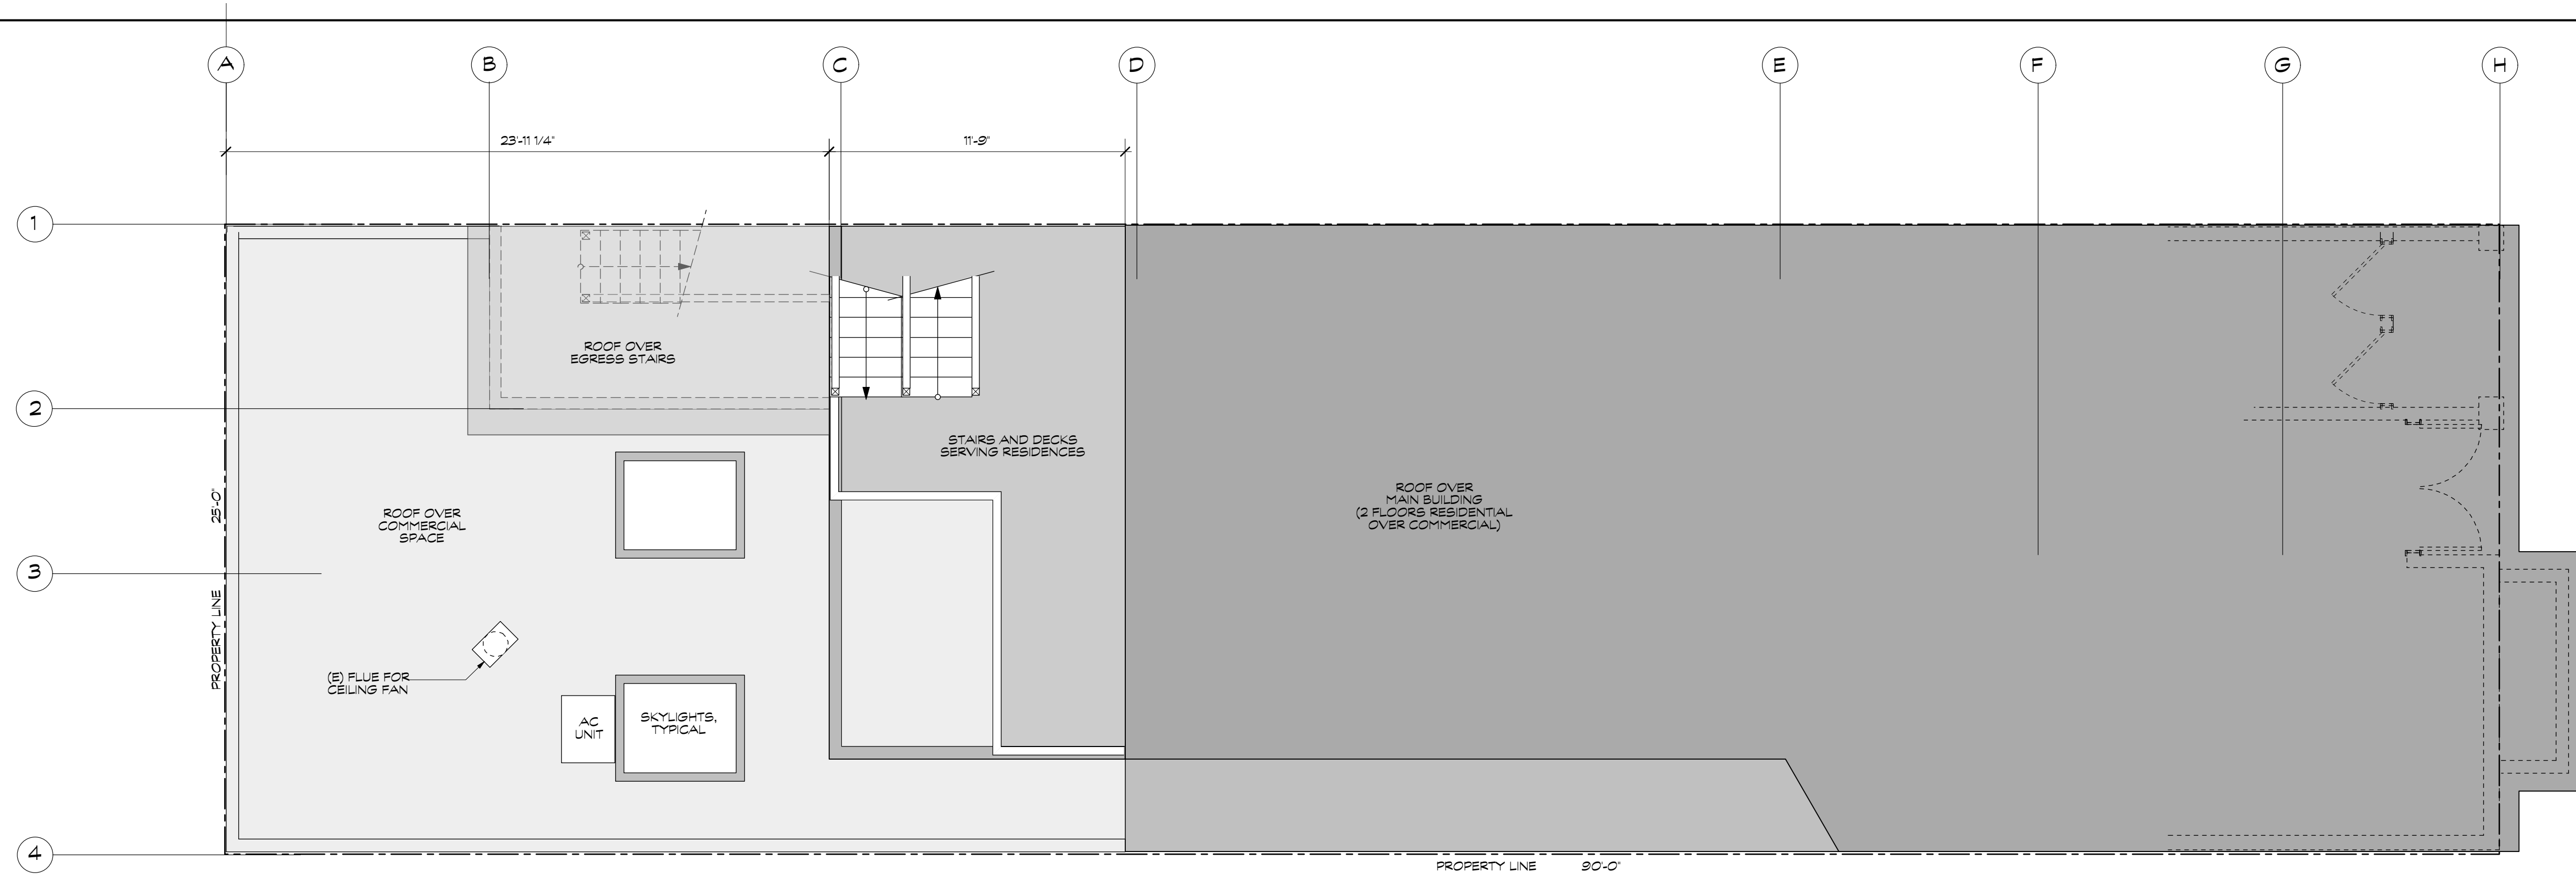 A
B
C
D
E
F
G
H
23'-11 1/4"
11'-9"
1
2
3
4
ROOF OVER
EGRESS STAIRS
STAIRS AND DECKS
SERVING RESIDENCES
ROOF OVER
MAIN BUILDING
(2 FLOORS RESIDENTIAL
OVER COMMERCIAL)
ROOF OVER
COMMERCIAL
SPACE
PROPERTY LINE 25'-0"
(E) FLUE FOR
CEILING FAN
AC
UNIT
SKYLIGHTS,
TYPICAL
PROPERTY LINE 90'-0"